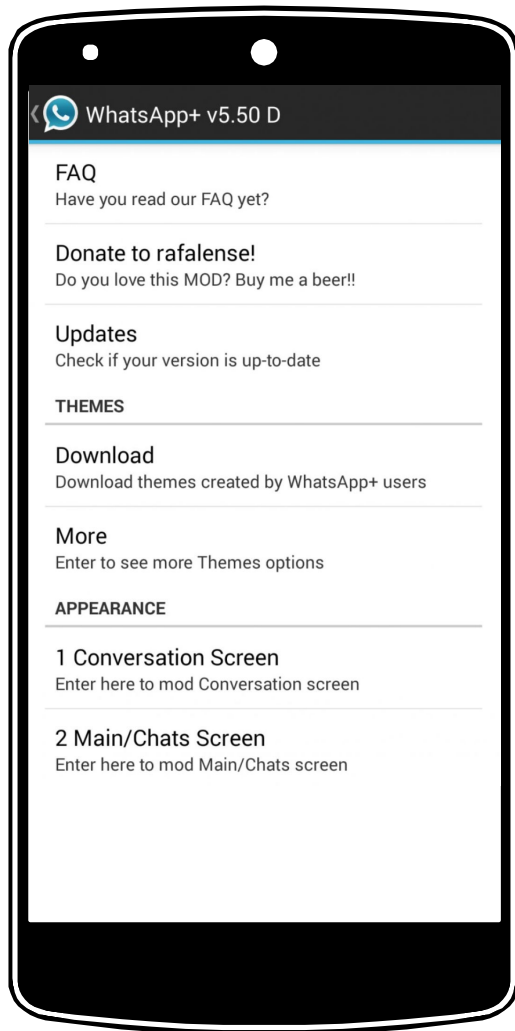 WhatsApp+ v5.50 D
FAQ
Have you read our FAQ yet?
Donate to rafalense!
Do you love this MOD? Buy me a beer!!
Updates
Check if your version is up-to-date
THEMES
Download
Download themes created by WhatsApp+ users
More
Enter to see more Themes options
APPEARANCE
1 Conversation Screen
Enter here to mod Conversation screen
2 Main/Chats Screen
Enter here to mod Main/Chats screen